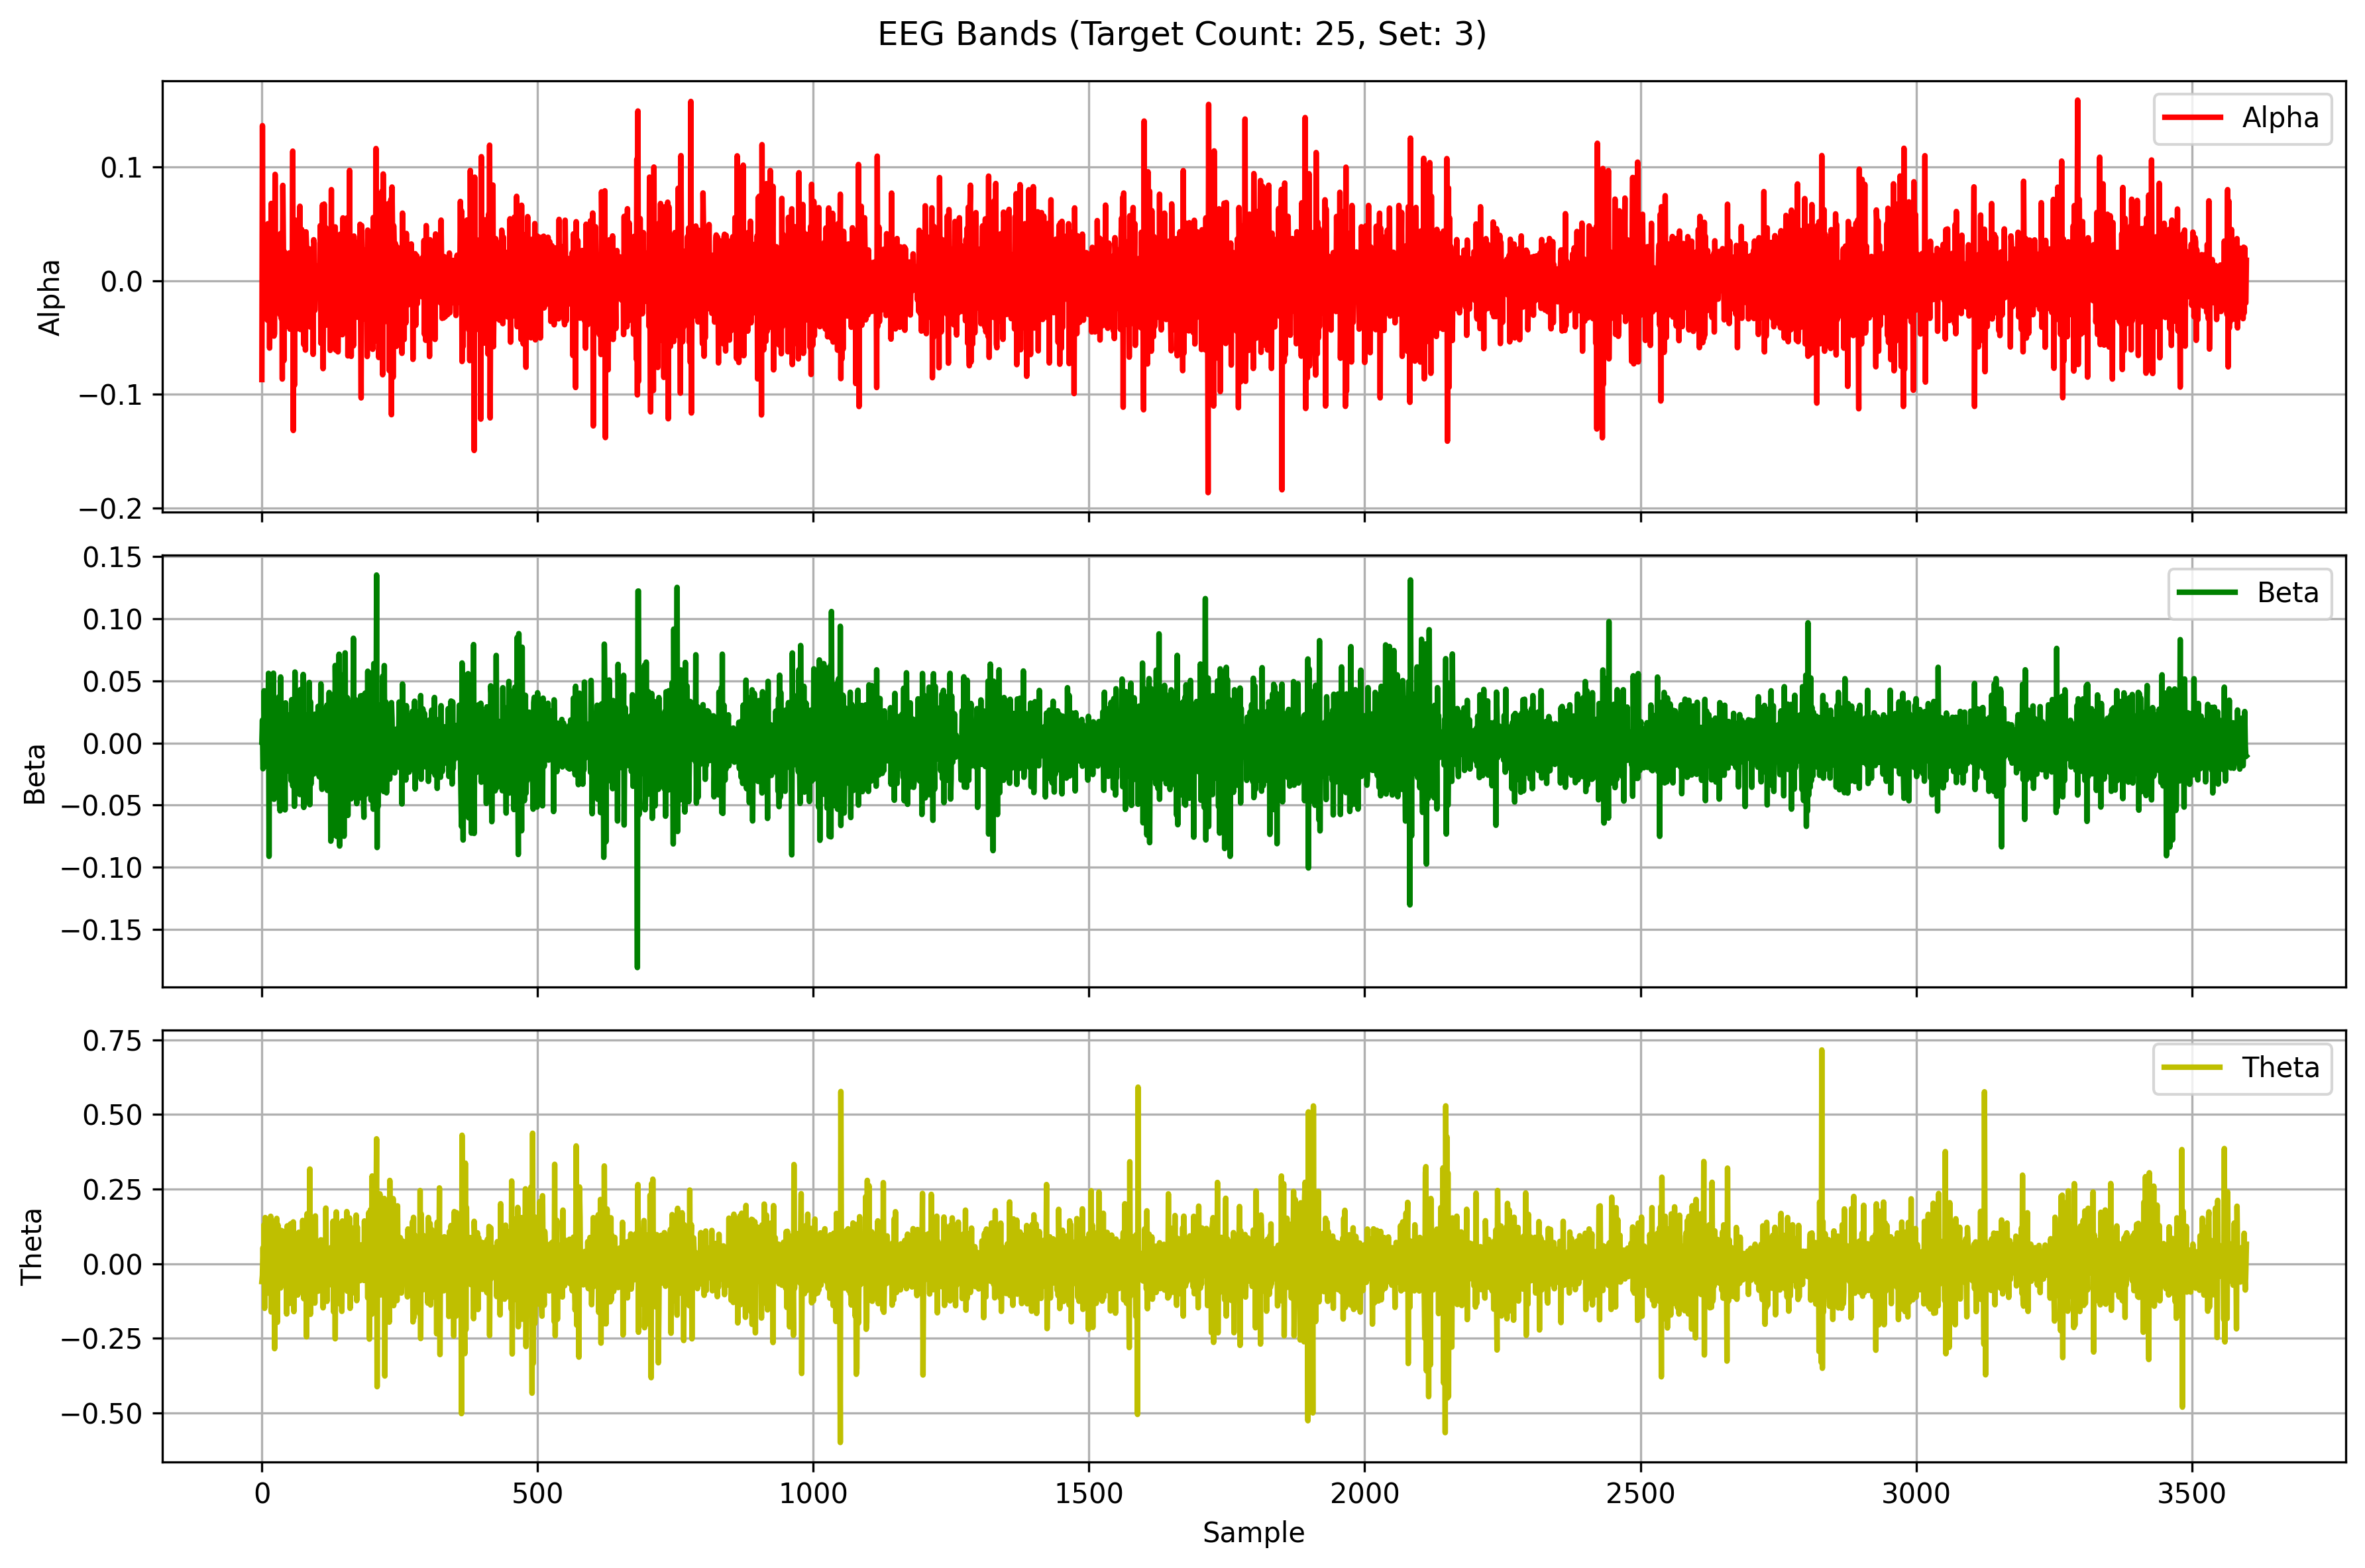 EEG Bands (Target Count: 25, Set: 3)
Alpha
0.1
0.0
−0.1
−0.2
Alpha
Beta
0.15
0.10
0.05
0.00
−0.05
−0.10
−0.15
Beta
Theta
0.75
0.50
0.25
0.00
−0.25
−0.50
Theta
0 500 1000 1500 2000 2500 3000 3500
Sample